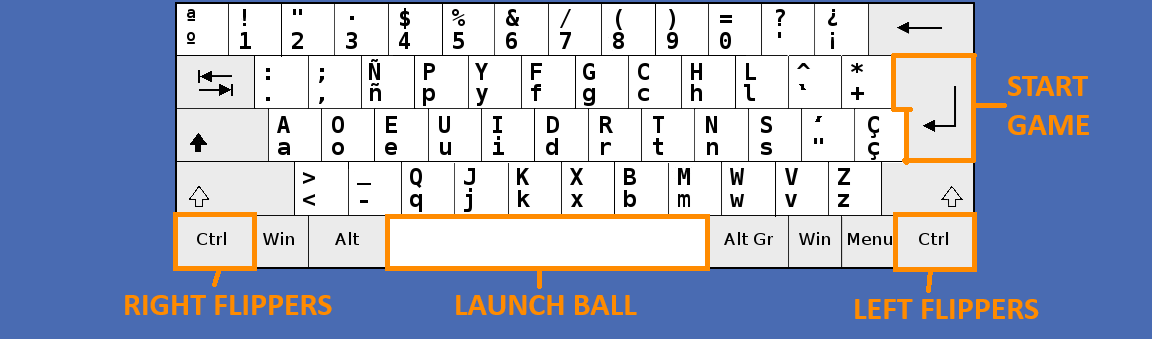 ª ! " · $ % & / ( ) = ? ¿
º 1 2 3 4 5 6 7 8 9 0 ' ¡
: ; Ñ P Y F G C H L ^ *
. , ñ p y f g c h l ` +
START
GAME
A O E U I D R T N S ´ Ç
a o e u i d r t n s " ç
> _ Q J K X B M W V Z
< - q j k x b m w v z
Ctrl Win Alt Alt Gr Win Menu Ctrl
RIGHT FLIPPERS LAUNCH BALL LEFT FLIPPERS